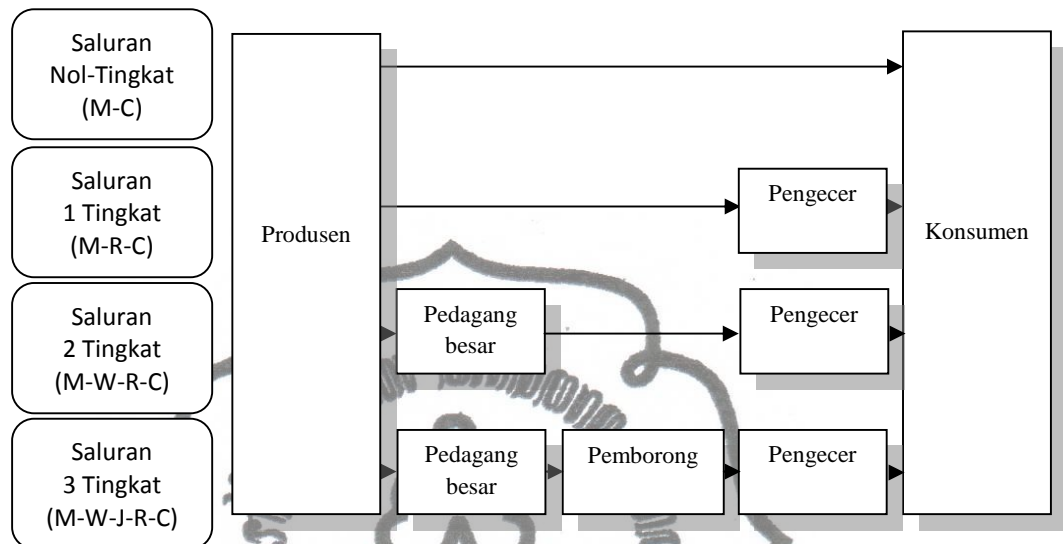 Saluran
Nol-Tingkat
(M-C)
Saluran
1 Tingkat
(M-R-C)
Saluran
2 Tingkat
(M-W-R-C)
Saluran
3 Tingkat
(M-W-J-R-C)
Produsen
Pengecer
Pedagang
besar
Pengecer
Pedagang
besar
Pemborong
Pengecer
Konsumen